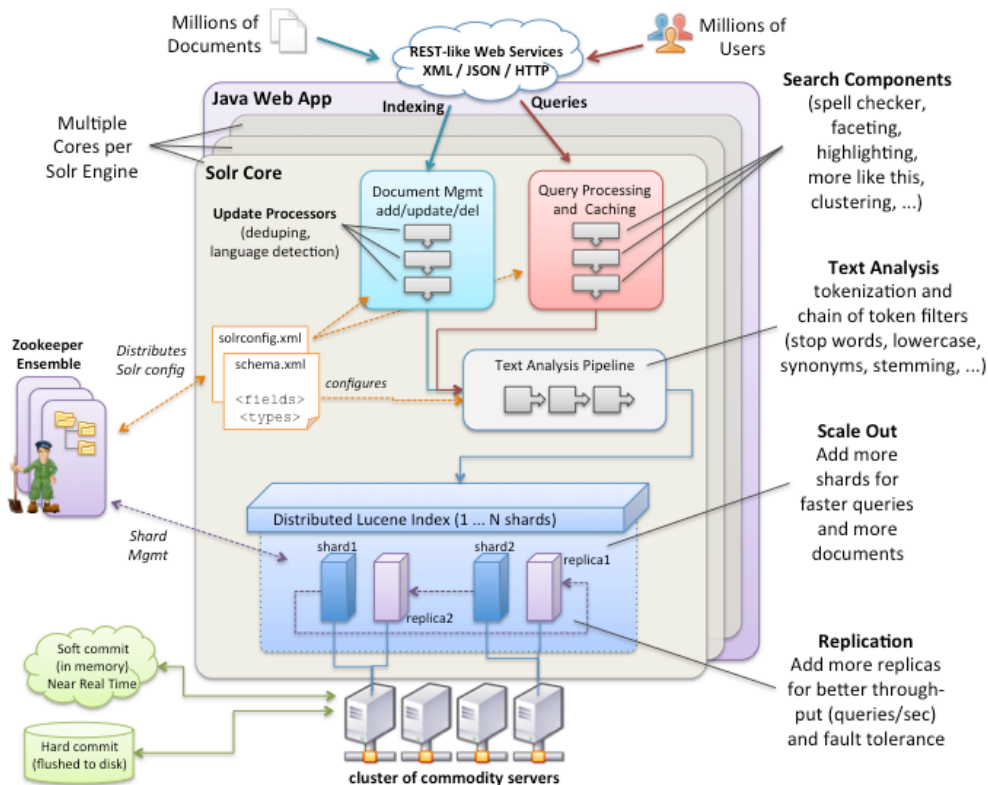 Millions of
Documents
REST-like Web Services
XML / JSON / HTTP
Millions of
Users
Java Web App
Indexing
Queries
Search Components
(spell checker,
faceting,
highlighting,
more like this,
clustering, ...)
Multiple
Cores per
Solr Engine
Solr Core
Document Mgmt
add/update/del
Query Processing
and Caching
Update Processors
(deduping,
language detection)
Text Analysis
tokenization and
chain of token filters
(stop words, lowercase,
synonyms, stemming, ...)
Zookeeper
Ensemble
Distributes
Solr config
solrconfig.xml
schema.xml
<fields>
<types>
configures
Text Analysis Pipeline
Scale Out
Add more
shards for
faster queries
and more
documents
Distributed Lucene Index (1 ... N shards)
Shard
Mgmt
shard1
replica2
shard2
replica1
Replication
Add more replicas
for better through-
put (queries/sec)
and fault tolerance
Soft commit
(in memory)
Near Real Time
Hard commit
(flushed to disk)
cluster of commodity servers